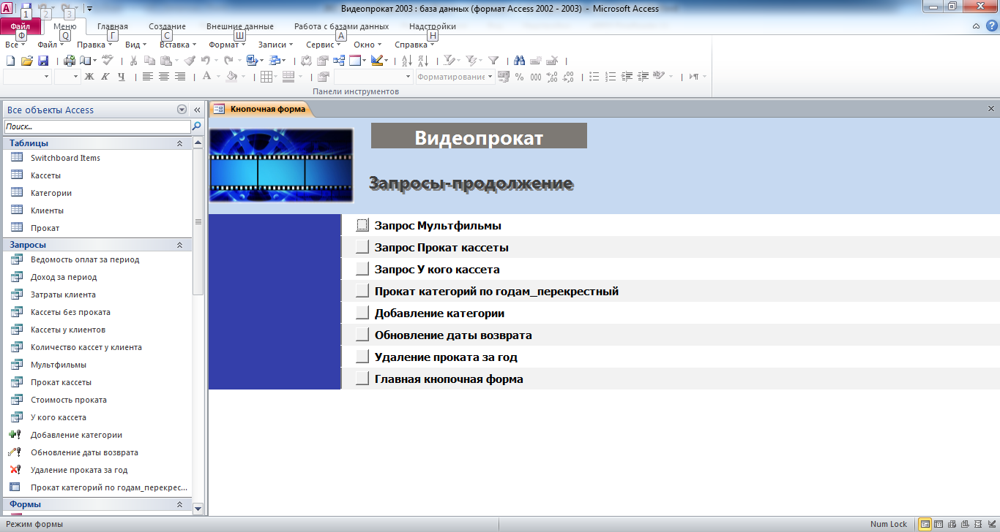 Видеопрокат 2003 : база данных (формат Access 2002 - 2003) - Microsoft Access
1 2 3
Файл Меню Главная Создание Внешние данные Работа с базами данных Надстройки
Ф Q Г С Ш А Н
Все Файл Правка Вид Вставка Формат Записи Сервис Окно Справка
Ж К Ч А Форматирование % 000
Панели инструментов
Все объекты Access
Кнопочная форма
Поиск...
Таблицы
Switchboard Items
Кассеты
Категории
Клиенты
Прокат
Запросы
Ведомость оплат за период
Доход за период
Затраты клиента
Кассеты без проката
Кассеты у клиентов
Количество кассет у клиента
Мультфильмы
Прокат кассеты
Стоимость проката
У кого кассета
Добавление категории
Обновление даты возврата
Удаление проката за год
Прокат категорий по годам_перекрес...
Формы
Видеопрокат
Запросы-продолжение
Запрос Мультфильмы
Запрос Прокат кассеты
Запрос У кого кассета
Прокат категорий по годам_перекрестный
Добавление категории
Обновление даты возврата
Удаление проката за год
Главная кнопочная форма
Режим формы
Num Lock